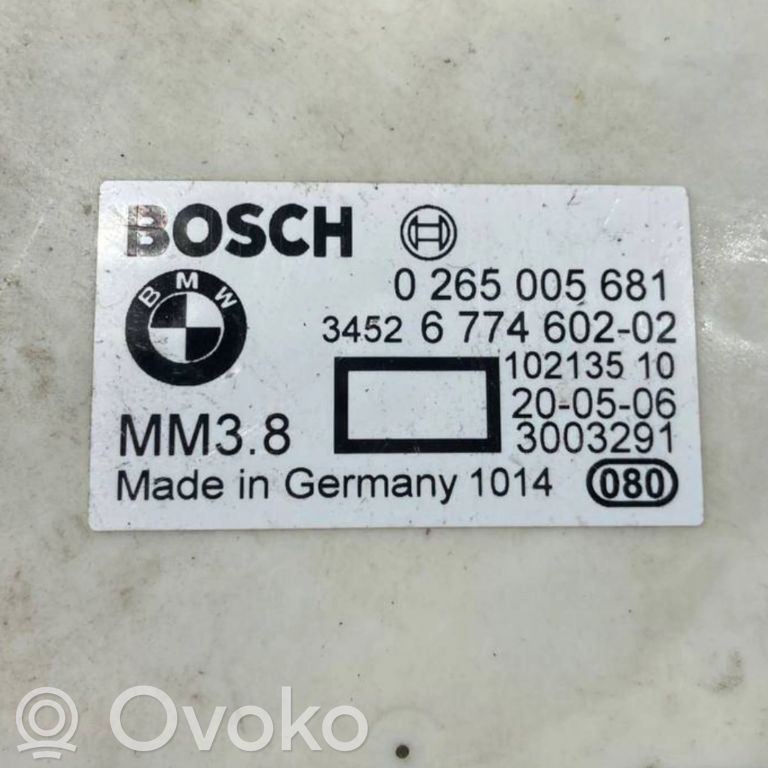 BOSCH
BMW
0 265 005 681
3452 6 774 602-02
102135 10
20-05-06
MM3.8
3003291
Made in Germany 1014
080
Ovoko